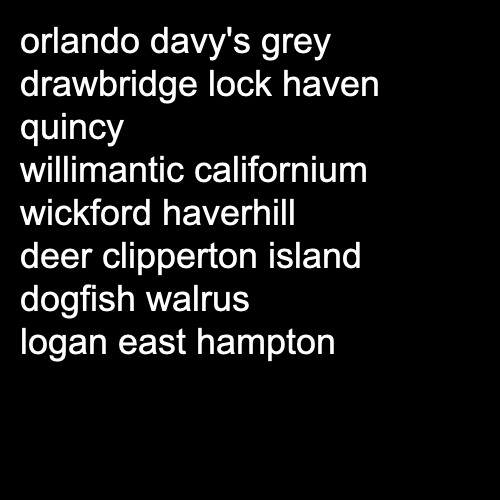 orlando davy's grey
drawbridge lock haven
quincy
willimantic californium
wickford haverhill
deer clipperton island
dogfish walrus
logan east hampton